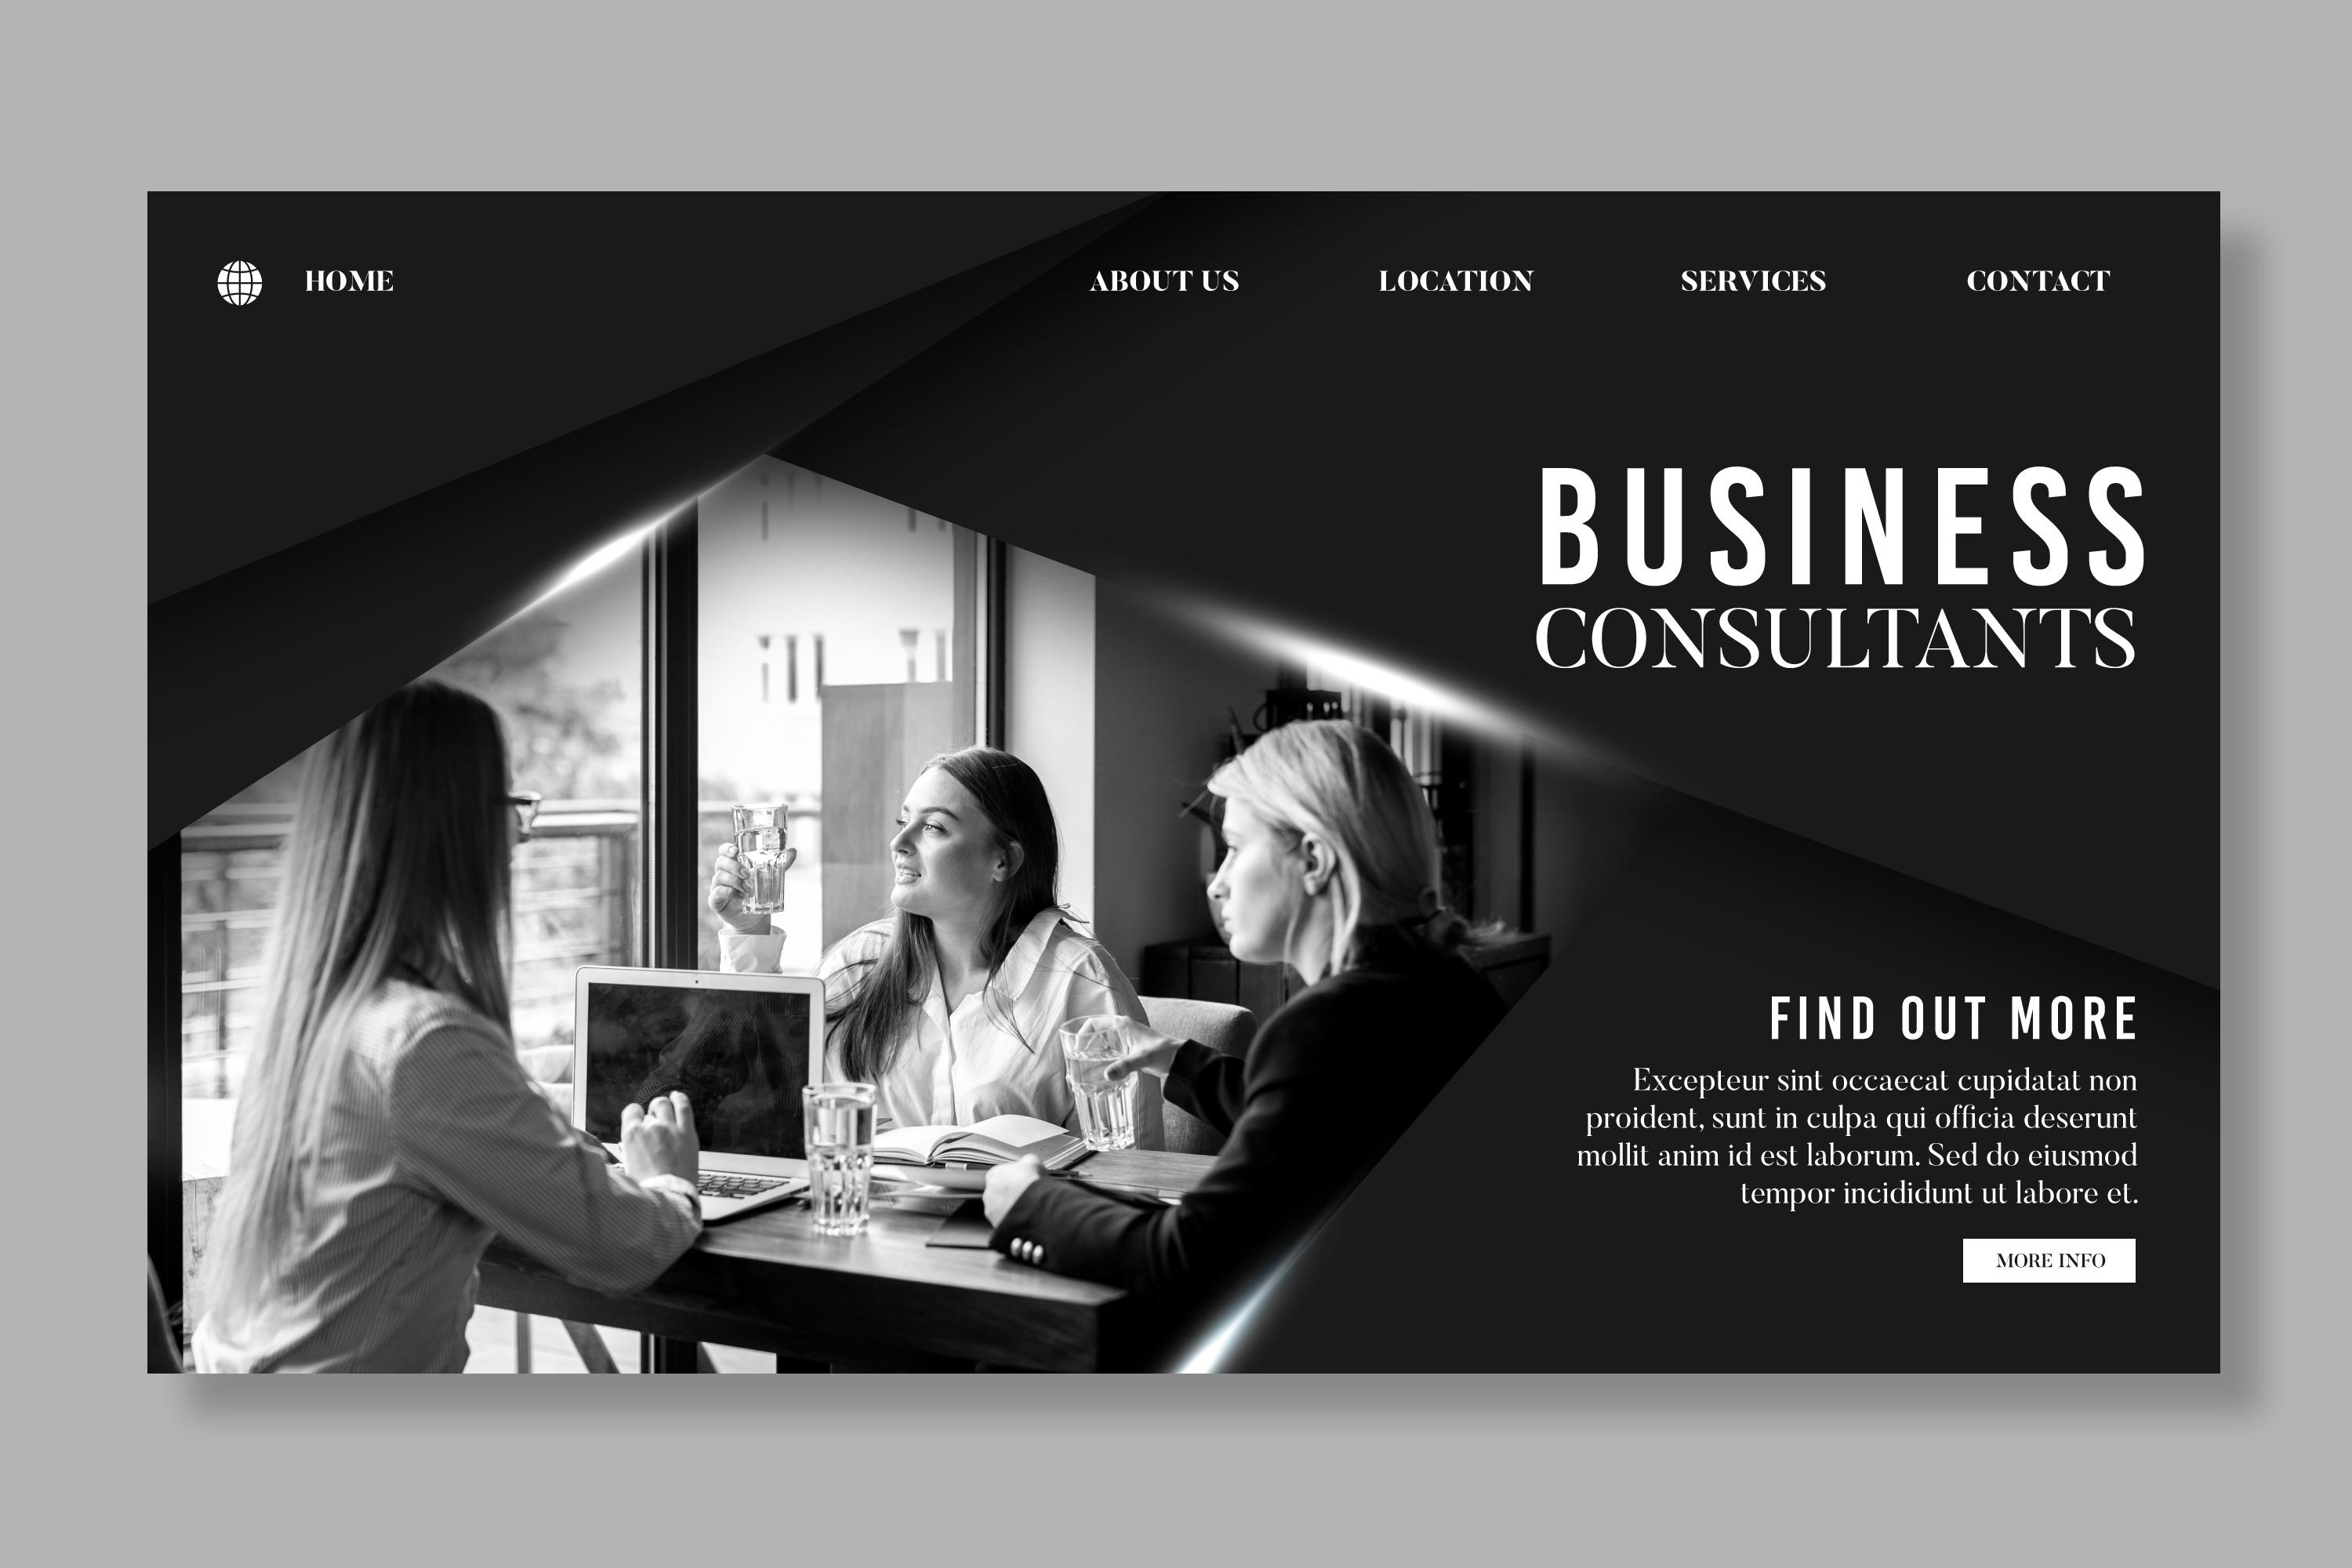 HOME
ABOUT US
LOCATION
SERVICES
CONTACT
BUSINESS
CONSULTANTS
FIND OUT MORE
Excepteur sint occaecat cupidatat non
proident, sunt in culpa qui officia deserunt
mollit anim id est laborum. Sed do eiusmod
tempor incididunt ut labore et.
MORE INFO